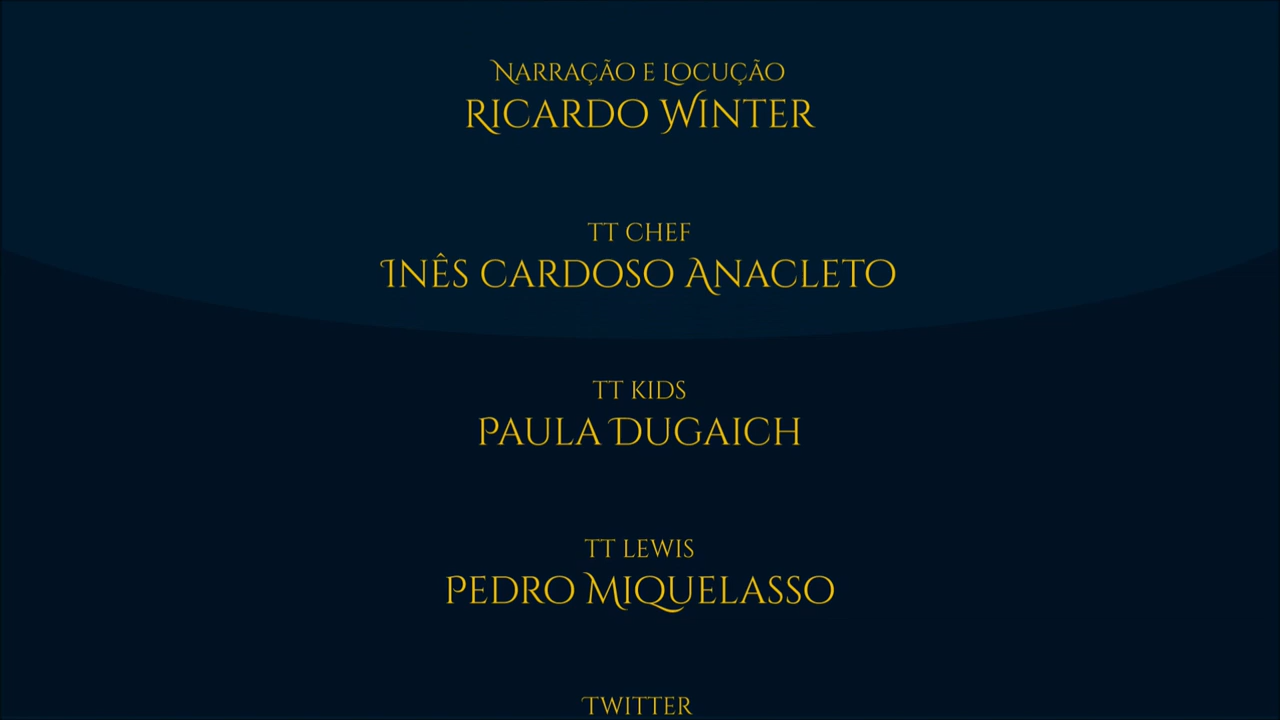 Narração e Locução
Ricardo Winter
TT Chef
Inês Cardoso Anacleto
TT Kids
Paula Dugaich
TT Lewis
Pedro Miquelasso
Twitter